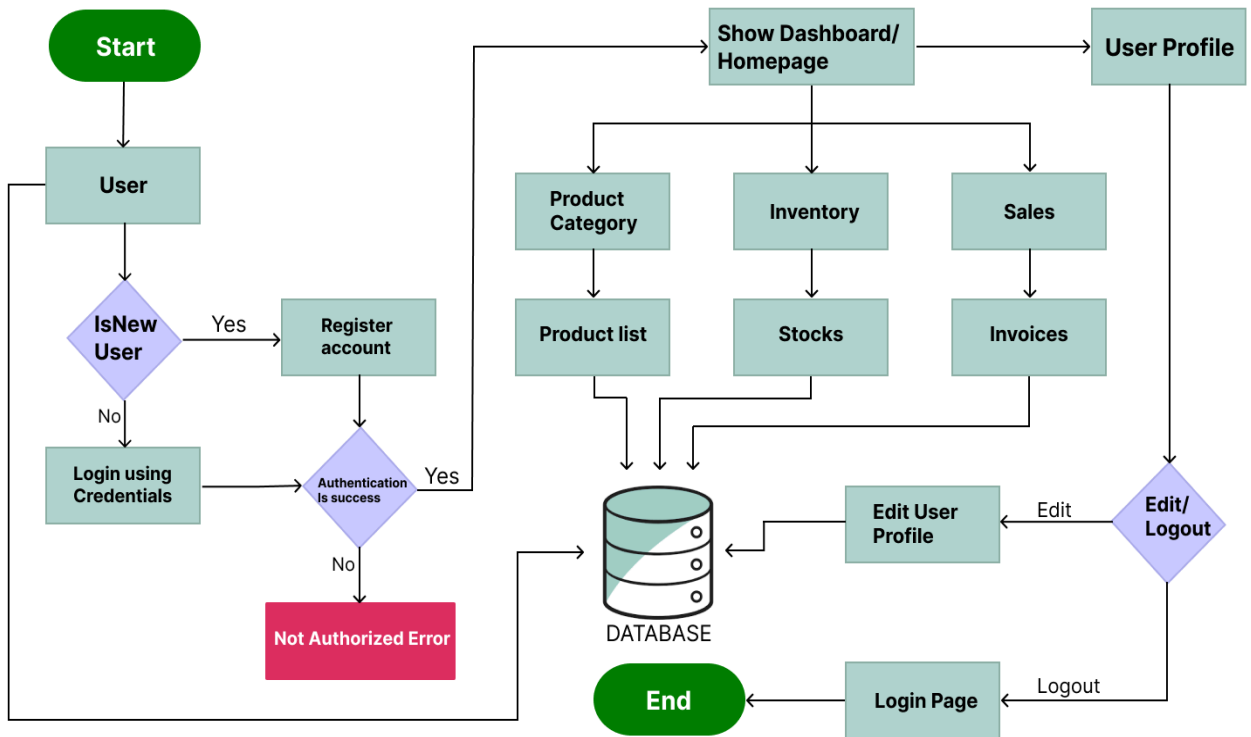 Start
Show Dashboard/
Homepage
User Profile
User
Product
Category
Inventory
Sales
IsNew
User
Yes
Register
account
Product list
Stocks
Invoices
No
Login using
Credentials
Authentication
Is success
Yes
Edit User
Profile
Edit
Edit/
Logout
No
Not Authorized Error
DATABASE
End
Login Page
Logout